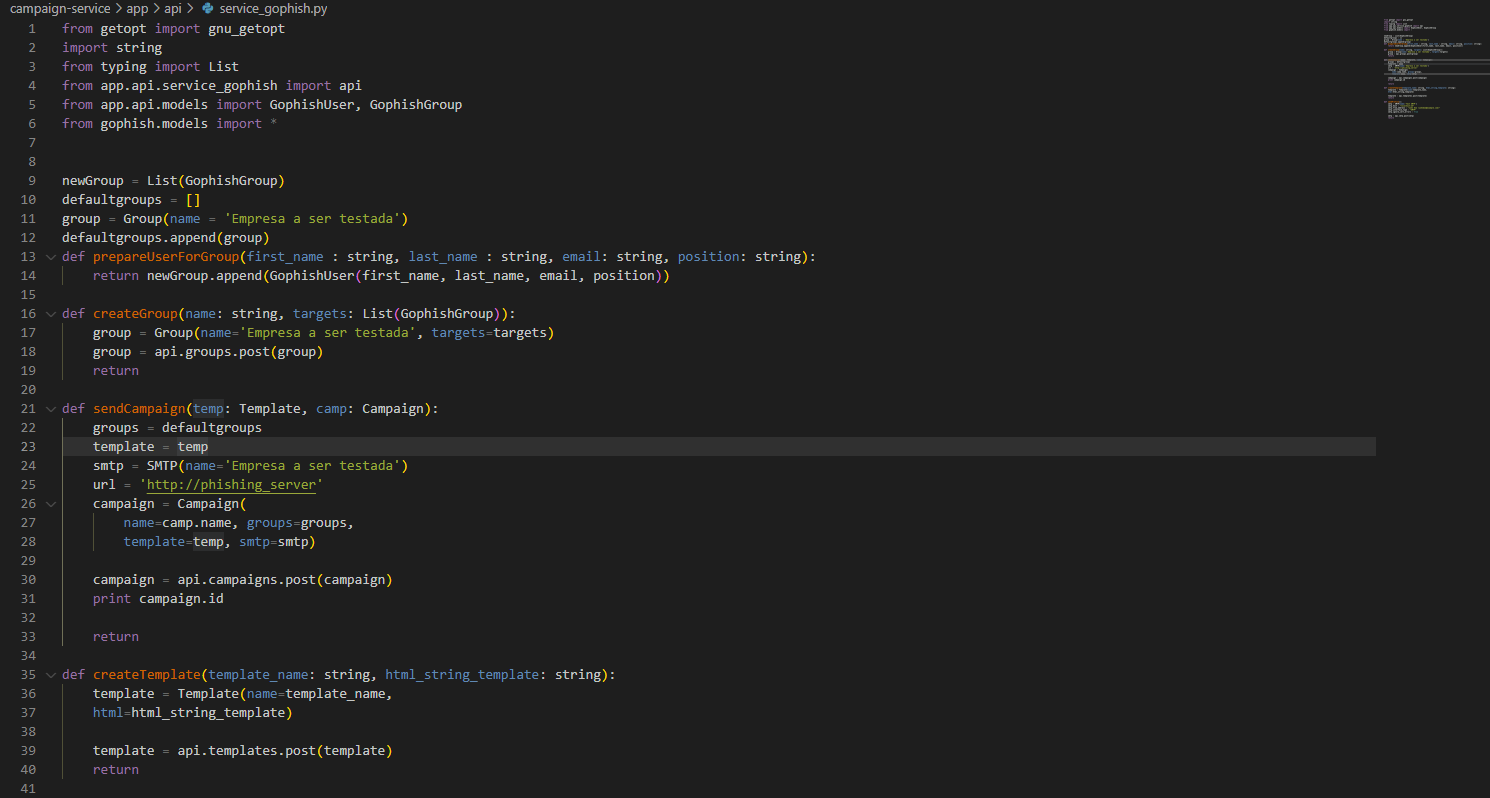 campaign-service > app > api > service_gophish.py
1 from getopt import gnu_getopt
2 import string
3 from typing import List
4 from app.api.service_gophish import api
5 from app.api.models import GophishUser, GophishGroup
6 from gophish.models import *
7
8
9 newGroup = List(GophishGroup)
10 defaultgroups = []
11 group = Group(name = 'Empresa a ser testada')
12 defaultgroups.append(group)
13 def prepareUserForGroup(first_name : string, last_name : string, email: string, position: string):
14     return newGroup.append(GophishUser(first_name, last_name, email, position))
15
16 def createGroup(name: string, targets: List(GophishGroup)):
17     group = Group(name='Empresa a ser testada', targets=targets)
18     group = api.groups.post(group)
19     return
20
21 def sendCampaign(temp: Template, camp: Campaign):
22     groups = defaultgroups
23     template = temp
24     smtp = SMTP(name='Empresa a ser testada')
25     url = 'http://phishing_server'
26     campaign = Campaign(
27         name=camp.name, groups=groups,
28         template=temp, smtp=smtp)
29
30     campaign = api.campaigns.post(campaign)
31     print campaign.id
32
33     return
34
35 def createTemplate(template_name: string, html_string_template: string):
36     template = Template(name=template_name,
37     html=html_string_template)
38
39     template = api.templates.post(template)
40     return
41